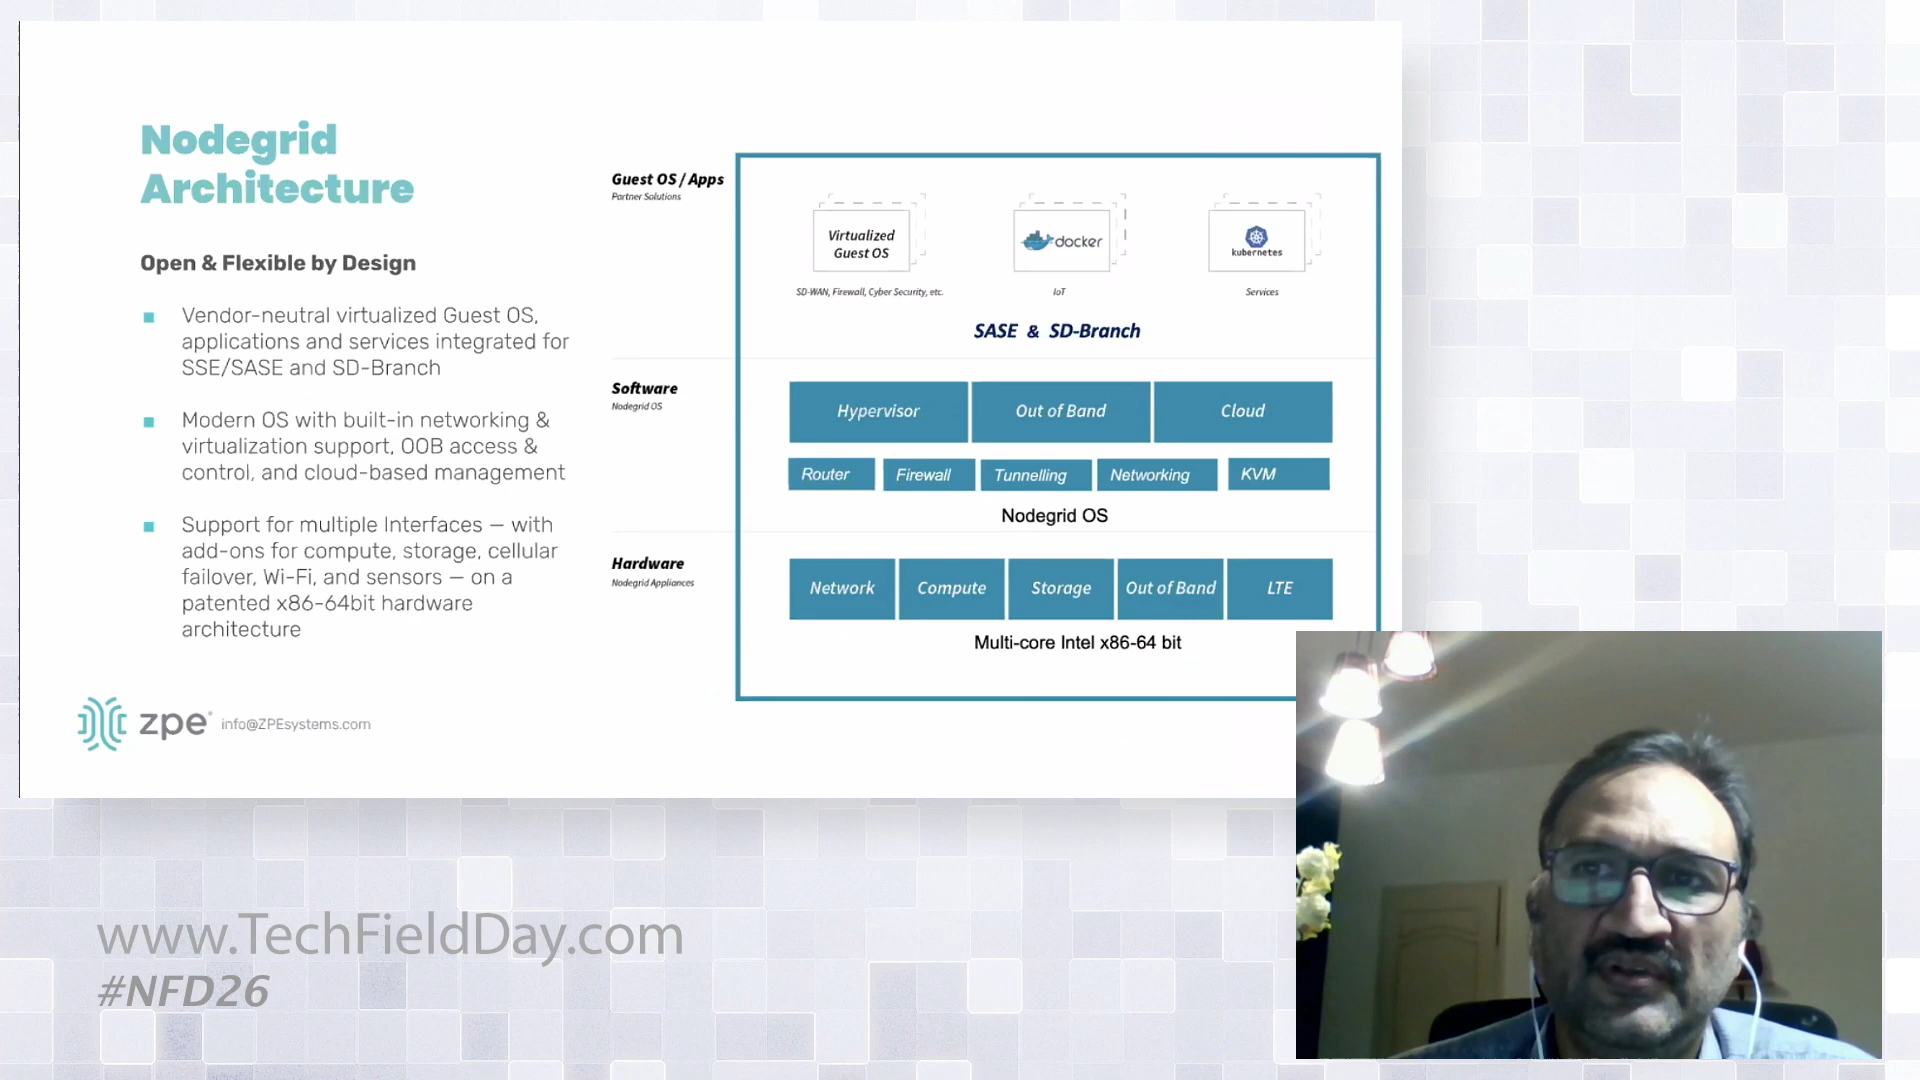 Nodegrid
Architecture
Open & Flexible by Design
Vendor-neutral virtualized Guest OS,
applications and services integrated for
SSE/SASE and SD-Branch
Modern OS with built-in networking &
virtualization support, OOB access &
control, and cloud-based management
Support for multiple Interfaces — with
add-ons for compute, storage, cellular
failover, Wi-Fi, and sensors — on a
patented x86-64bit hardware
architecture
zpe® info@ZPEsystems.com
Guest OS / Apps
Partner Solutions
Virtualized
Guest OS
docker
kubernetes
SD-WAN, Firewall, Cyber Security, etc.
IoT
Services
SASE & SD-Branch
Software
Nodegrid OS
Hypervisor
Out of Band
Cloud
Router
Firewall
Tunnelling
Networking
KVM
Nodegrid OS
Hardware
Nodegrid Appliances
Network
Compute
Storage
Out of Band
LTE
Multi-core Intel x86-64 bit
www.TechFieldDay.com
#NFD26